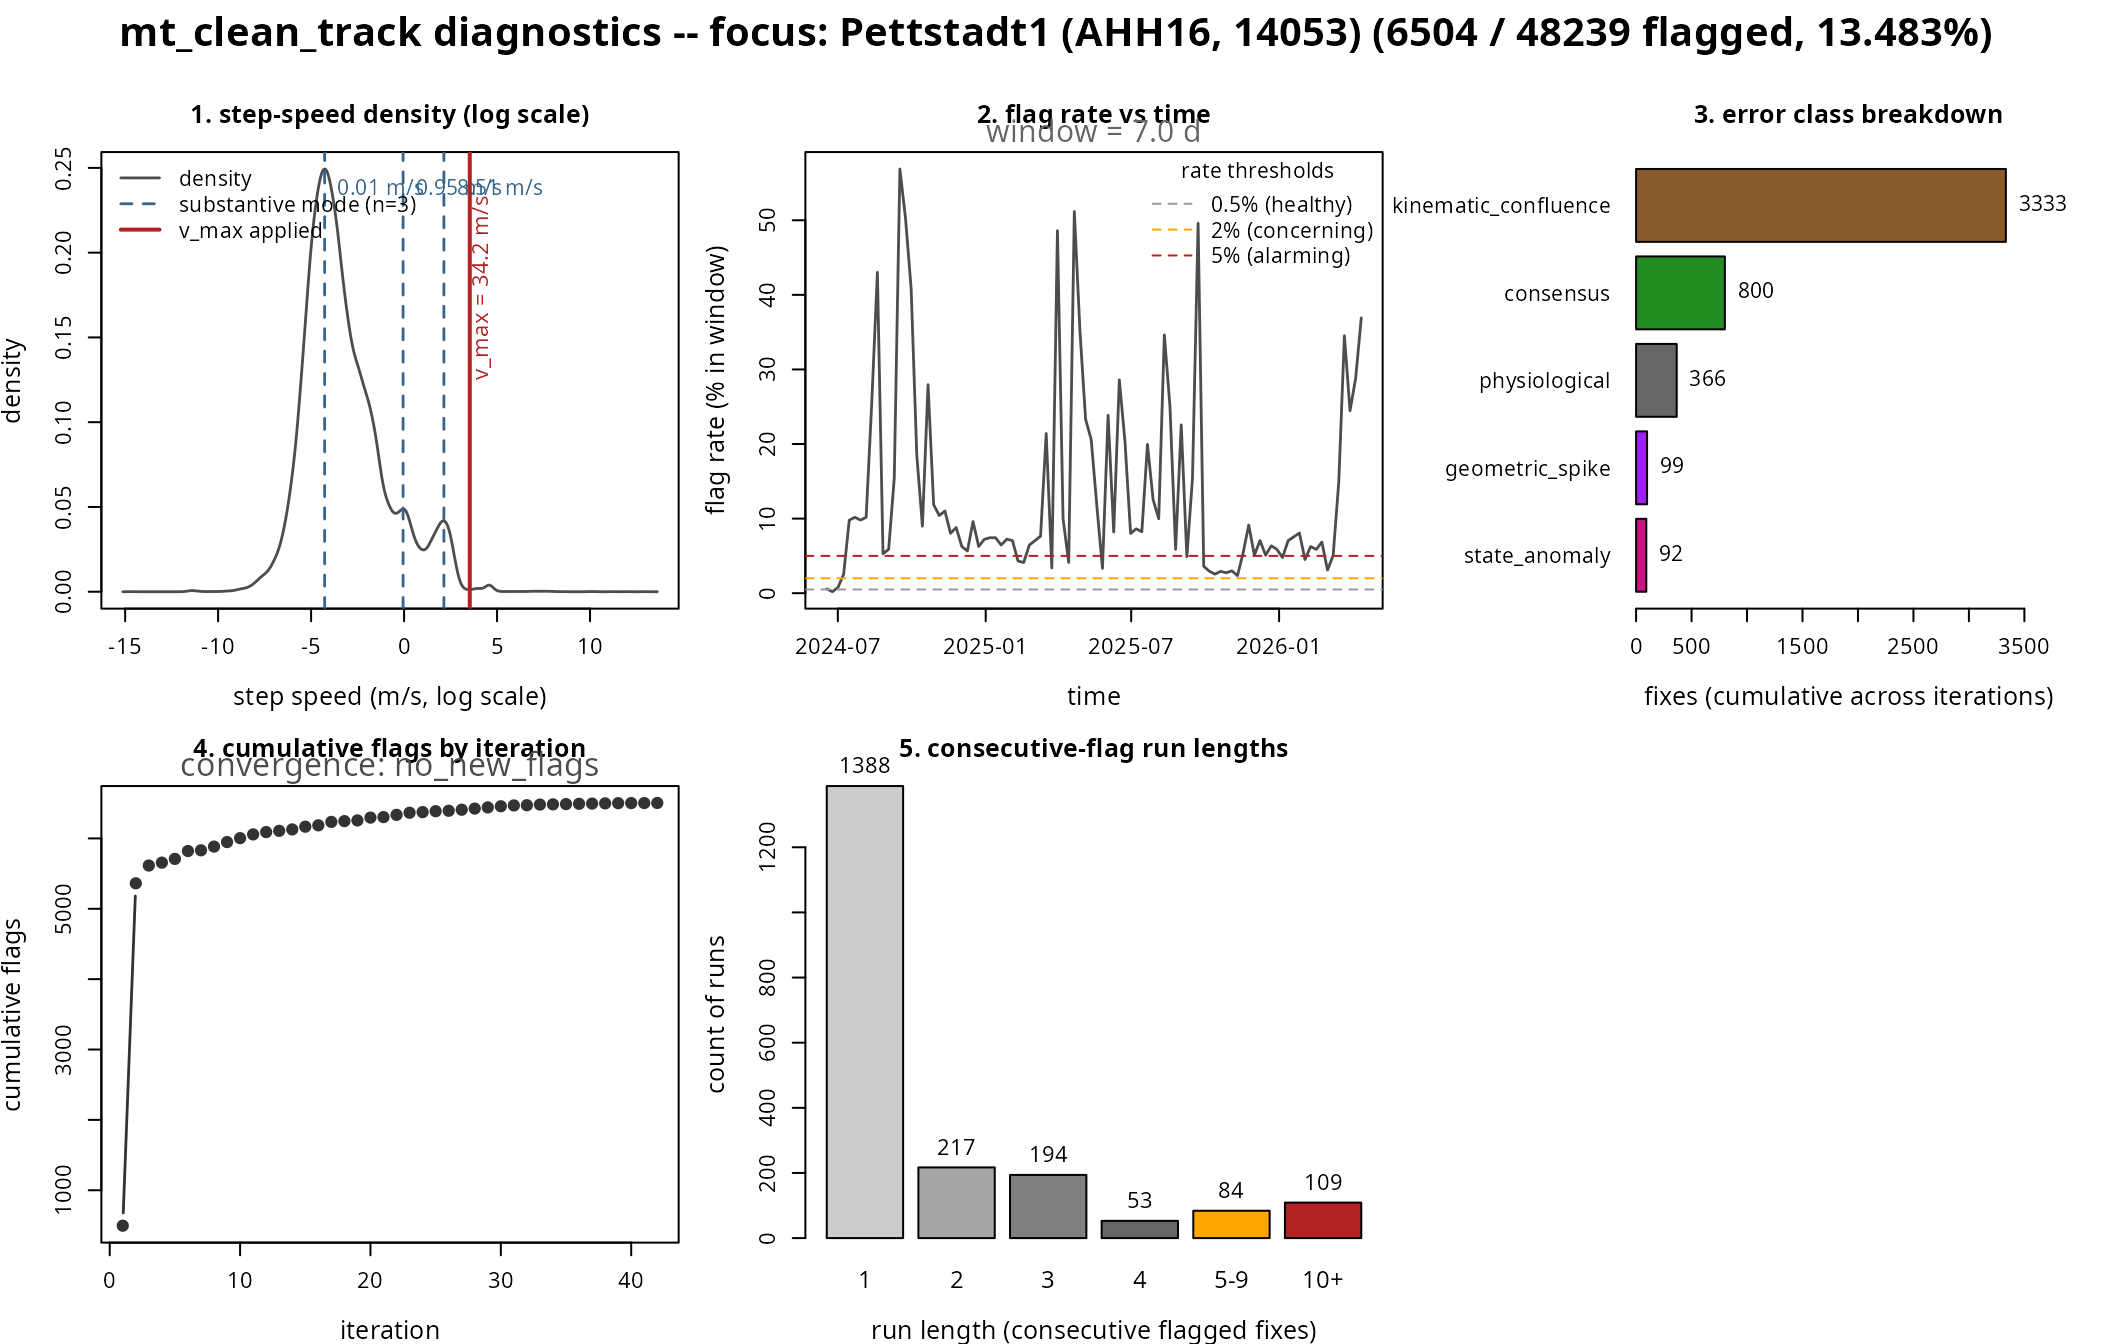 mt_clean_track diagnostics -- focus: Pettstadt1 (AHH16, 14053) (6504 / 48239 flagged, 13.483%)
1. step-speed density (log scale)
density
substantive mode (n=3)
v_max applied
0.01 m/s
0.95 m/s
8.51 m/s
v_max = 34.2 m/s
density
0.00
0.05
0.10
0.15
0.20
0.25
-15
-10
-5
0
5
10
step speed (m/s, log scale)
2. flag rate vs time
window = 7.0 d
rate thresholds
0.5% (healthy)
2% (concerning)
5% (alarming)
flag rate (% in window)
0
10
20
30
40
50
2024-07
2025-01
2025-07
2026-01
time
3. error class breakdown
kinematic_confluence 3333
consensus 800
physiological 366
geometric_spike 99
state_anomaly 92
0
500
1500
2500
3500
fixes (cumulative across iterations)
4. cumulative flags by iteration
convergence: no_new_flags
cumulative flags
1000
3000
5000
0
10
20
30
40
iteration
5. consecutive-flag run lengths
count of runs
0
200
400
600
800
1200
1388
217
194
53
84
109
1
2
3
4
5-9
10+
run length (consecutive flagged fixes)